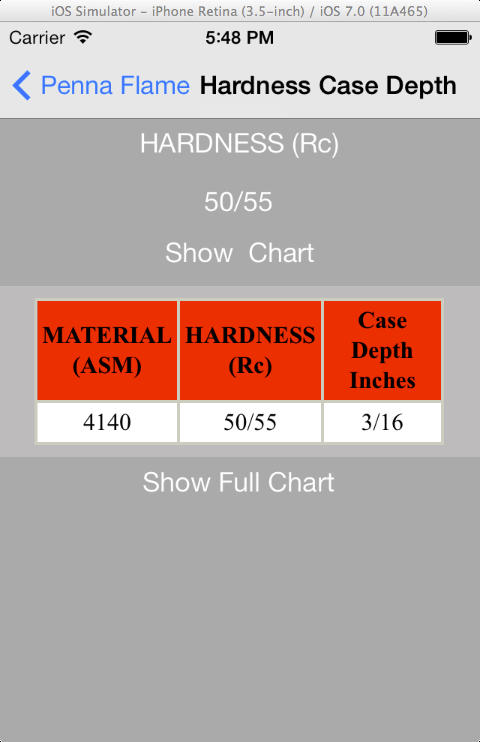 iOS Simulator - iPhone Retina (3.5-inch) / iOS 7.0 (11A465)
Carrier 5:48 PM
Penna Flame Hardness Case Depth
HARDNESS (Rc)
50/55
Show Chart
MATERIAL (ASM) HARDNESS (Rc) Case Depth Inches
4140 50/55 3/16
Show Full Chart